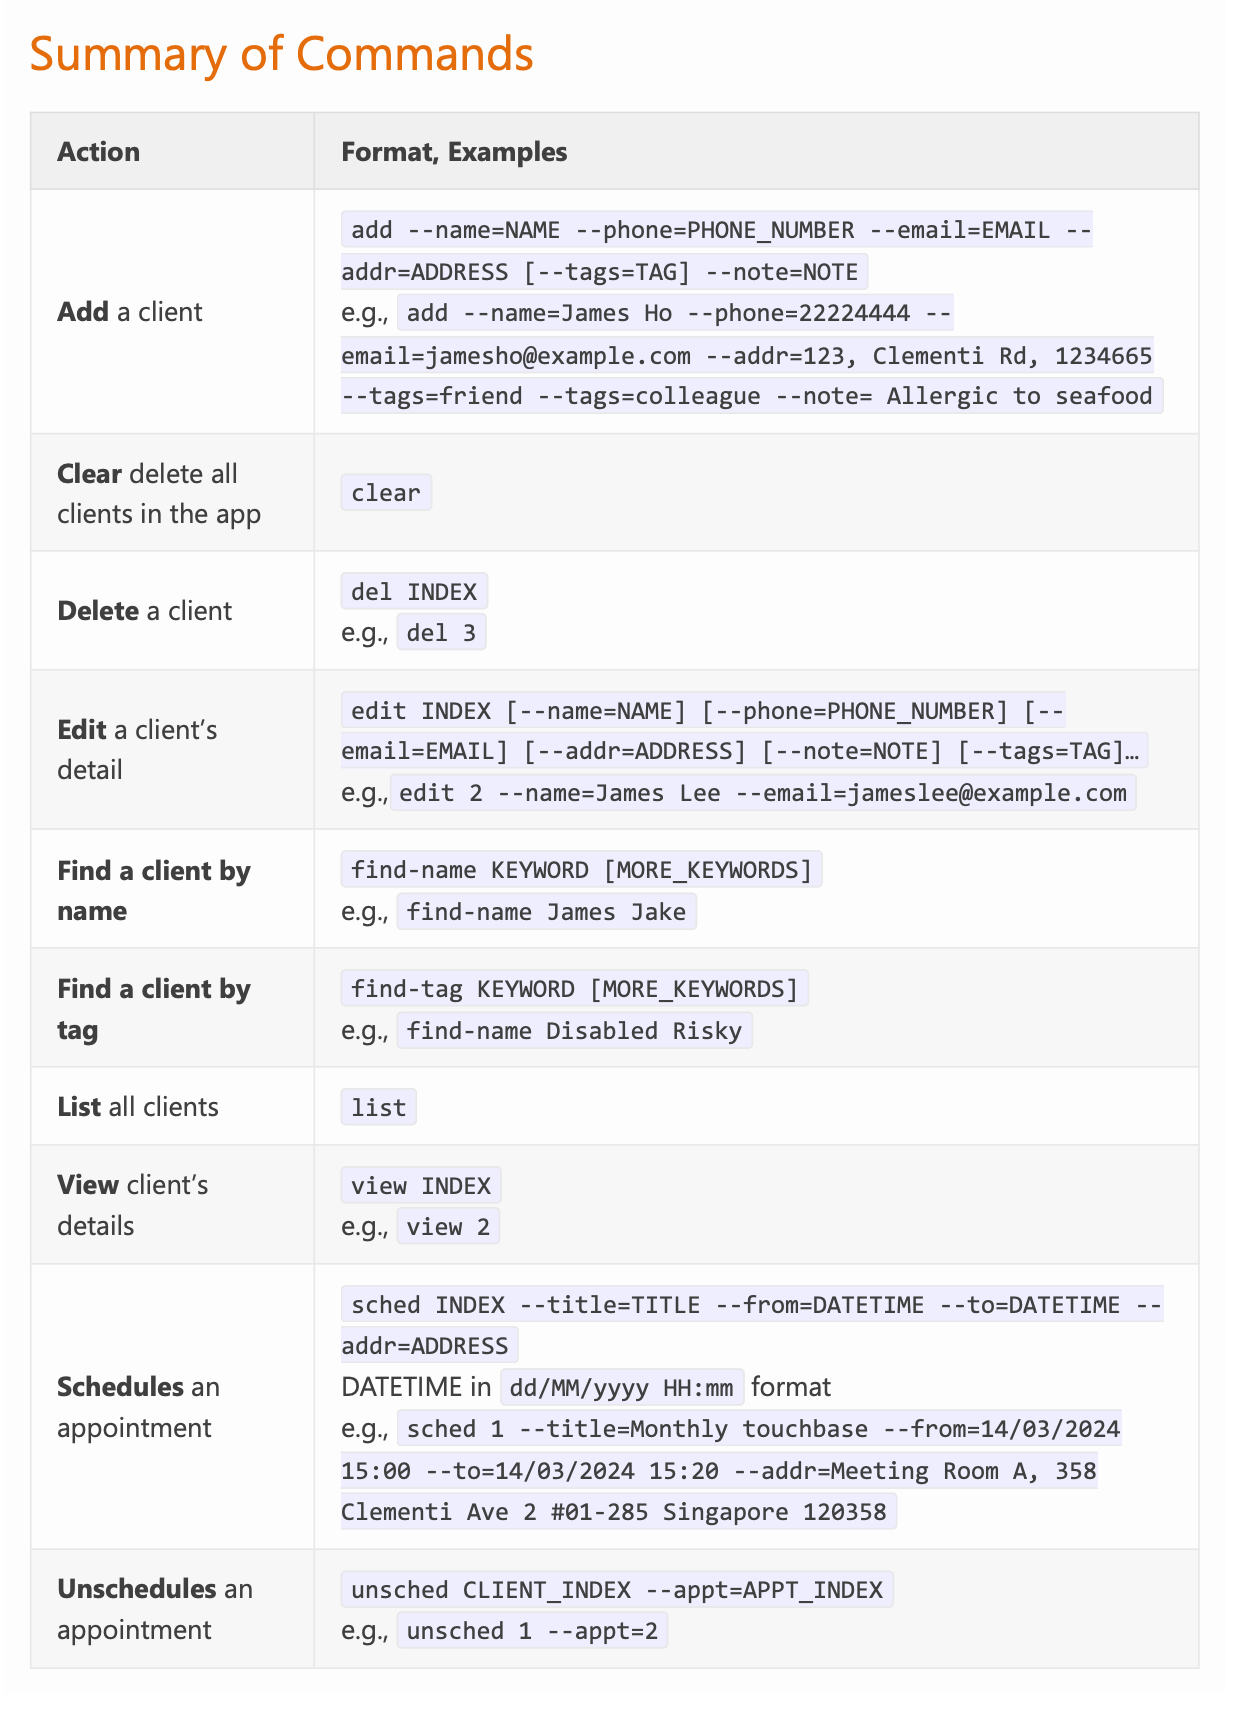 Summary of Commands
Action
Format, Examples
Add a client
add --name=NAME --phone=PHONE_NUMBER --email=EMAIL --
addr=ADDRESS [--tags=TAG] --note=NOTE
e.g., add --name=James Ho --phone=22224444 --
email=jamesho@example.com --addr=123, Clementi Rd, 1234665
--tags=friend --tags=colleague --note= Allergic to seafood
Clear delete all
clients in the app
clear
Delete a client
del INDEX
e.g., del 3
Edit a client’s
detail
edit INDEX [--name=NAME] [--phone=PHONE_NUMBER] [--
email=EMAIL] [--addr=ADDRESS] [--note=NOTE] [--tags=TAG]…
e.g., edit 2 --name=James Lee --email=jameslee@example.com
Find a client by
name
find-name KEYWORD [MORE_KEYWORDS]
e.g., find-name James Jake
Find a client by
tag
find-tag KEYWORD [MORE_KEYWORDS]
e.g., find-name Disabled Risky
List all clients
list
View client’s
details
view INDEX
e.g., view 2
Schedules an
appointment
sched INDEX --title=TITLE --from=DATETIME --to=DATETIME --
addr=ADDRESS
DATETIME in dd/MM/yyyy HH:mm format
e.g., sched 1 --title=Monthly touchbase --from=14/03/2024
15:00 --to=14/03/2024 15:20 --addr=Meeting Room A, 358
Clementi Ave 2 #01-285 Singapore 120358
Unschedules an
appointment
unsched CLIENT_INDEX --appt=APPT_INDEX
e.g., unsched 1 --appt=2